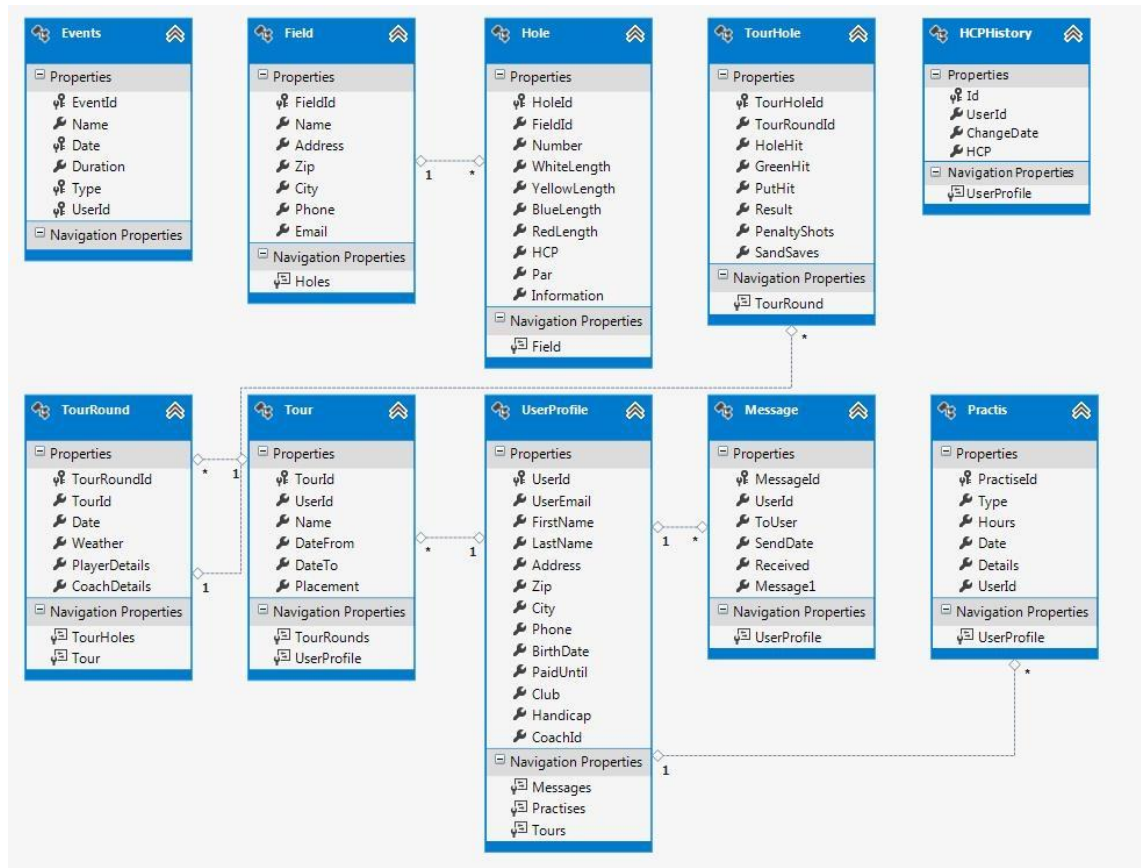 Events
Properties
EventId
Name
Date
Duration
Type
UserId
Navigation Properties
Field
Properties
FieldId
Name
Address
Zip
City
Phone
Email
Navigation Properties
Holes
1
*
Hole
Properties
HoleId
FieldId
Number
WhiteLength
YellowLength
BlueLength
RedLength
HCP
Par
Information
Navigation Properties
Field
TourHole
Properties
TourHoleId
TourRoundId
HoleHit
GreenHit
PutHit
Result
PenaltyShots
SandSaves
Navigation Properties
TourRound
*
HCPHistory
Properties
Id
UserId
ChangeDate
HCP
Navigation Properties
UserProfile
TourRound
Properties
TourRoundId
TourId
Date
Weather
PlayerDetails
CoachDetails
Navigation Properties
TourHoles
Tour
*
1
1
Tour
Properties
TourId
UserId
Name
DateFrom
DateTo
Placement
Navigation Properties
TourRounds
UserProfile
*
1
UserProfile
Properties
UserId
UserEmail
FirstName
LastName
Address
Zip
City
Phone
BirthDate
PaidUntil
Club
Handicap
CoachId
Navigation Properties
Messages
Practises
Tours
1
*
1
Message
Properties
MessageId
UserId
ToUser
SendDate
Received
Message1
Navigation Properties
UserProfile
Practis
Properties
PractiseId
Type
Hours
Date
Details
UserId
Navigation Properties
UserProfile
*